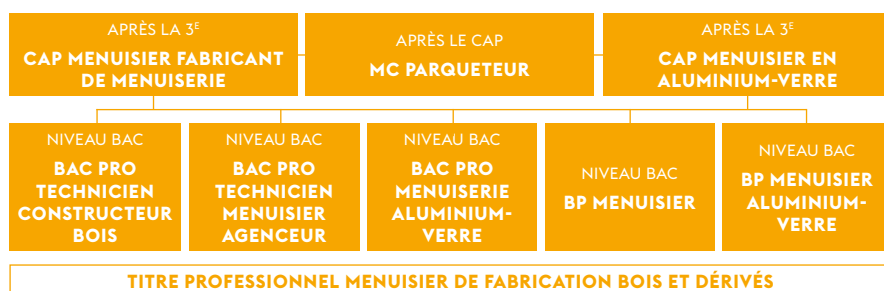 APRÈS LA 3E
CAP MENUISIER FABRICANT
DE MENUISERIE
APRÈS LE CAP
MC PARQUETEUR
APRÈS LA 3E
CAP MENUISIER EN
ALUMINIUM-VERRE
NIVEAU BAC
BAC PRO
TECHNICIEN
CONSTRUCTEUR
BOIS
NIVEAU BAC
BAC PRO
TECHNICIEN
MENUISIER
AGENCEUR
NIVEAU BAC
BAC PRO
MENUISERIE
ALUMINIUM-
VERRE
NIVEAU BAC
BP MENUISIER
NIVEAU BAC
BP MENUISIER
ALUMINIUM-
VERRE
TITRE PROFESSIONNEL MENUISIER DE FABRICATION BOIS ET DÉRIVÉS